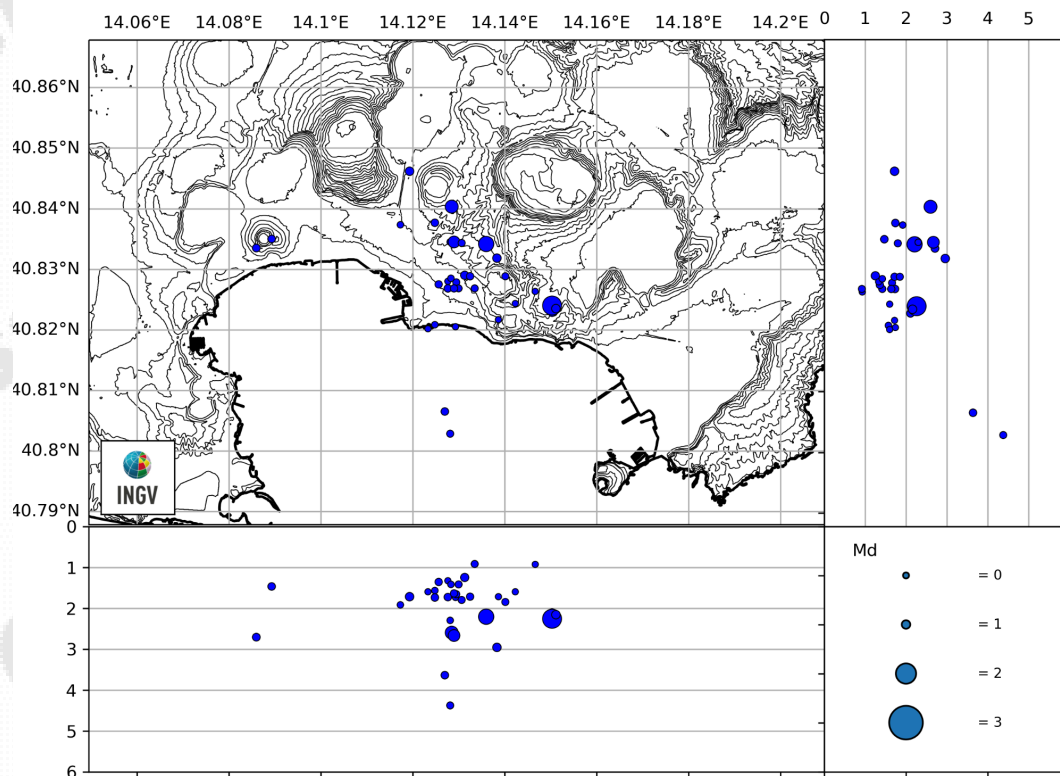 14.06°E 14.08°E 14.1°E 14.12°E 14.14°E 14.16°E 14.18°E 14.2°E 0 1 2 3 4 5
40.86°N
40.85°N
40.84°N
40.83°N
40.82°N
40.81°N
40.8°N
INGV
40.79°N
0
Md
1
= 0
2
= 1
3
4
= 2
5
= 3
6